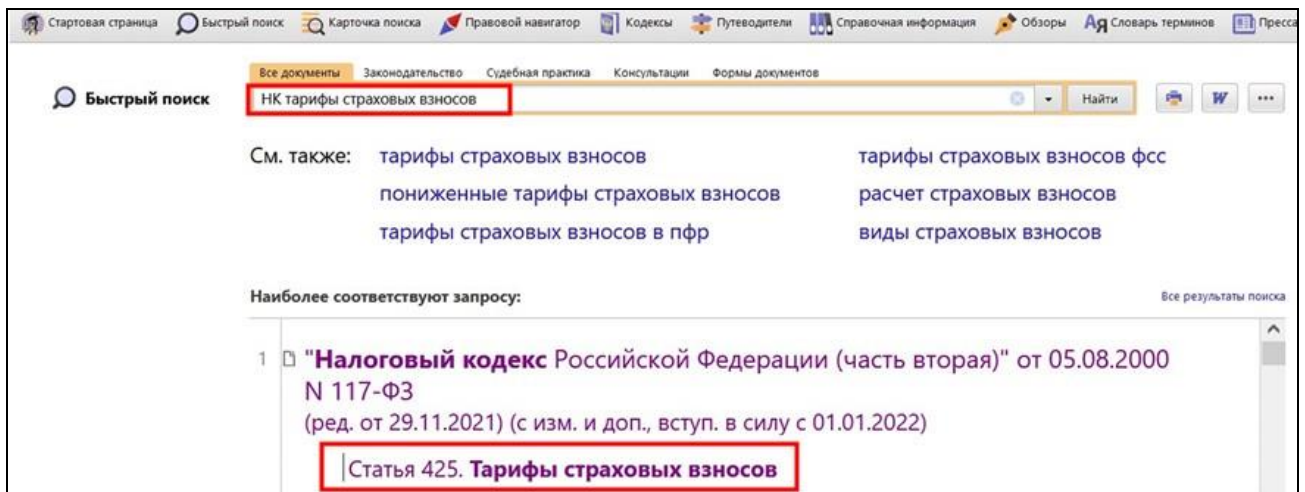 Стартовая страница Быстрый поиск Карточка поиска Правовой навигатор Кодексы Путеводители Справочная информация Обзоры Словарь терминов Пресса
Все документы Законодательство Судебная практика Консультации Формы документов
Быстрый поиск НК тарифы страховых взносов Найти
См. также: тарифы страховых взносов тарифы страховых взносов фсс
пониженные тарифы страховых взносов расчет страховых взносов
тарифы страховых взносов в пфр виды страховых взносов
Наиболее соответствуют запросу: Все результаты поиска
1 "Налоговый кодекс Российской Федерации (часть вторая)" от 05.08.2000
N 117-ФЗ
(ред. от 29.11.2021) (с изм. и доп., вступ. в силу с 01.01.2022)
Статья 425. Тарифы страховых взносов